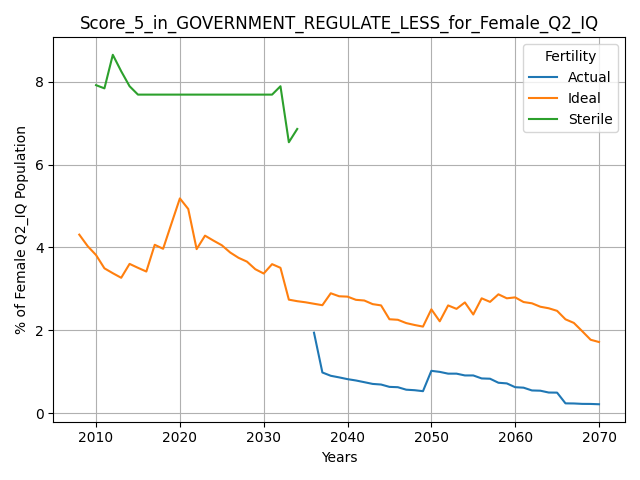 Score_5_in_GOVERNMENT_REGULATE_LESS_for_Female_Q2_IQ
Fertility
Actual
Ideal
Sterile
% of Female Q2_IQ Population
8
6
4
2
0
2010 2020 2030 2040 2050 2060 2070
Years